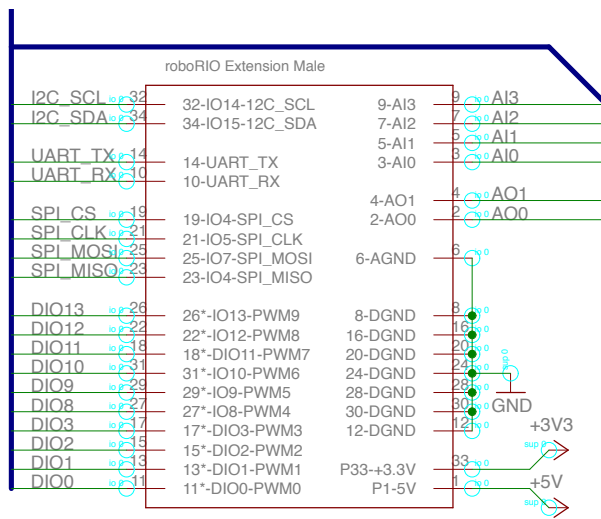 roboRIO Extension Male
I2C_SCL 32 32-IO14-12C_SCL 9-AI3 9 AI3
I2C_SDA 34 34-IO15-12C_SDA 7-AI2 7 AI2
5-AI1 5 AI1
UART_TX 14 14-UART_TX 3-AI0 3 AI0
UART_RX 10 10-UART_RX
4-AO1 4 AO1
SPI_CS 19 19-IO4-SPI_CS 2-AO0 2 AO0
SPI_CLK 21 21-IO5-SPI_CLK
SPI_MOSI 25 25-IO7-SPI_MOSI 6-AGND 6
SPI_MISO 23 23-IO4-SPI_MISO
DIO13 26 26*-IO13-PWM9 8-DGND 8
DIO12 22 22*-IO12-PWM8 16-DGND 16
DIO11 18 18*-DIO11-PWM7 20-DGND 20
DIO10 31 31*-IO10-PWM6 24-DGND 24
DIO9 29 29*-IO9-PWM5 28-DGND 28
DIO8 27 27*-IO8-PWM4 30-DGND 30 GND
DIO3 17 17*-DIO3-PWM3 12-DGND 12 +3V3
DIO2 15 15*-DIO2-PWM2
DIO1 13 13*-DIO1-PWM1 P33-+3.3V 33
DIO0 11 11*-DIO0-PWM0 P1-5V 1 +5V